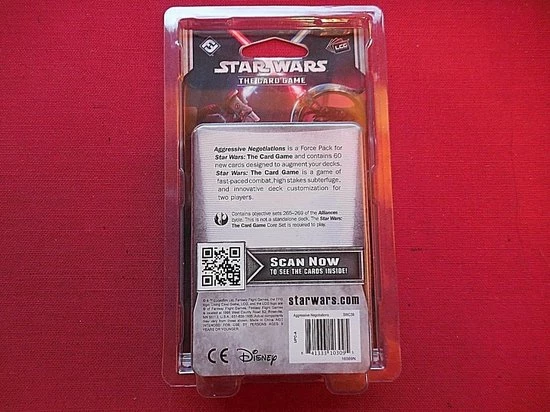 LCG
STAR WARS
THE CARD GAME
Aggressive Negotiations is a Force Pack for
Star Wars: The Card Game and contains 60
new cards designed to augment your decks.
Star Wars: The Card Game is a game of
fast-paced combat, high stakes subterfuge,
and innovative deck customization for
two players.
Contains objective sets 265–269 of the Alliances
cycle. This is not a standalone pack. The Star Wars:
The Card Game Core Set is required to play.
SCAN NOW
TO SEE THE CARDS INSIDE!
starwars.com
Aggressive Negotiations
CE
Disney